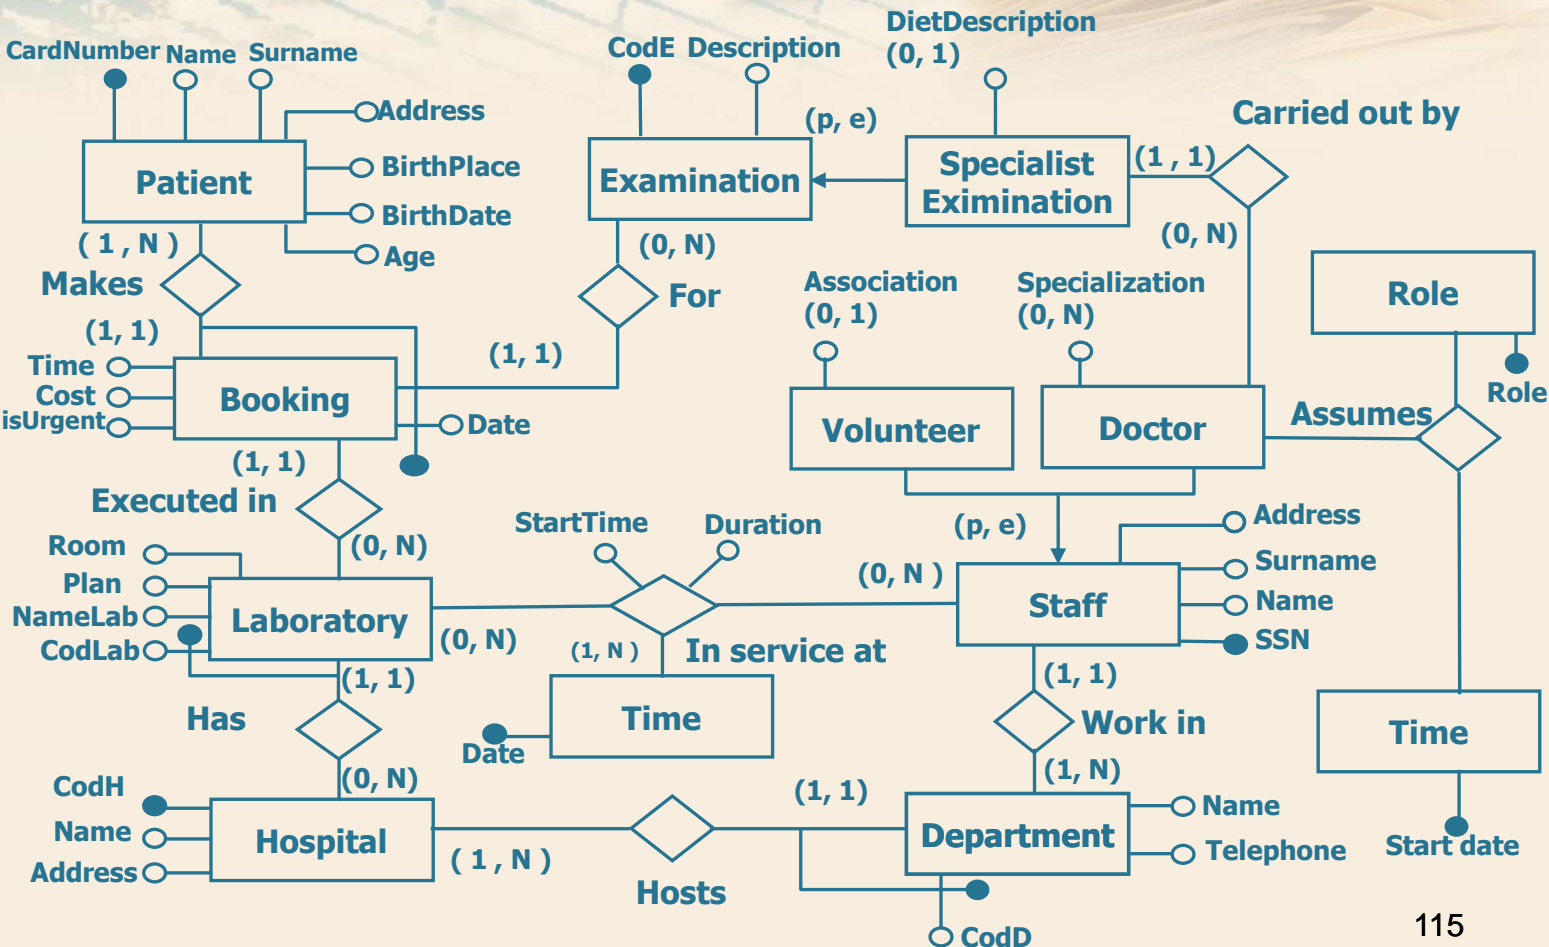 DietDescription
(0, 1)
CardNumber Name Surname
CodE Description
Address
(p, e)
Carried out by
Patient
BirthPlace
Examination
Specialist
Eximination
(1 , 1)
BirthDate
( 1 , N )
Age
(0, N)
(0, N)
Makes
For
Association
(0, 1)
Specialization
(0, N)
Role
(1, 1)
(1, 1)
Time
Cost
isUrgent
Booking
Date
Role
Volunteer
Doctor
Assumes
(1, 1)
Executed in
StartTime
Duration
(p, e)
Address
Room
(0, N)
Surname
Plan
(0, N )
Name
NameLab
Laboratory
Staff
CodLab
(0, N)
(1, N )
In service at
SSN
(1, 1)
(1, 1)
Has
Time
Work in
Time
Date
(0, N)
(1, N)
CodH
(1, 1)
Name
Name
Hospital
Department
Start date
Address
( 1 , N )
Telephone
Hosts
CodD
115